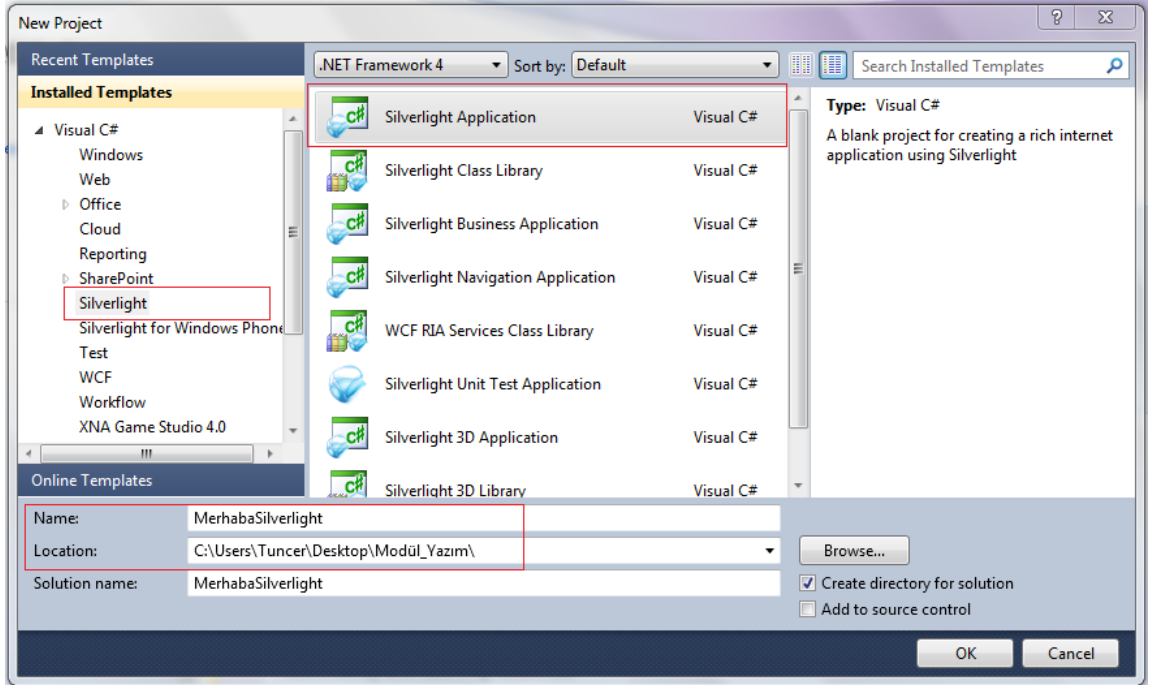 New Project
Recent Templates
Installed Templates
Visual C#
Windows
Web
Office
Cloud
Reporting
SharePoint
Silverlight
Silverlight for Windows Phone
Test
WCF
Workflow
XNA Game Studio 4.0
Online Templates
.NET Framework 4 Sort by: Default
Search Installed Templates
Silverlight Application Visual C#
Silverlight Class Library Visual C#
Silverlight Business Application Visual C#
Silverlight Navigation Application Visual C#
WCF RIA Services Class Library Visual C#
Silverlight Unit Test Application Visual C#
Silverlight 3D Application Visual C#
Silverlight 3D Library Visual C#
Type: Visual C#
A blank project for creating a rich internet
application using Silverlight
Name: MerhabaSilverlight
Location: C:\Users\Tuncer\Desktop\Modül_Yazım\
Browse...
Solution name: MerhabaSilverlight
Create directory for solution
Add to source control
OK Cancel